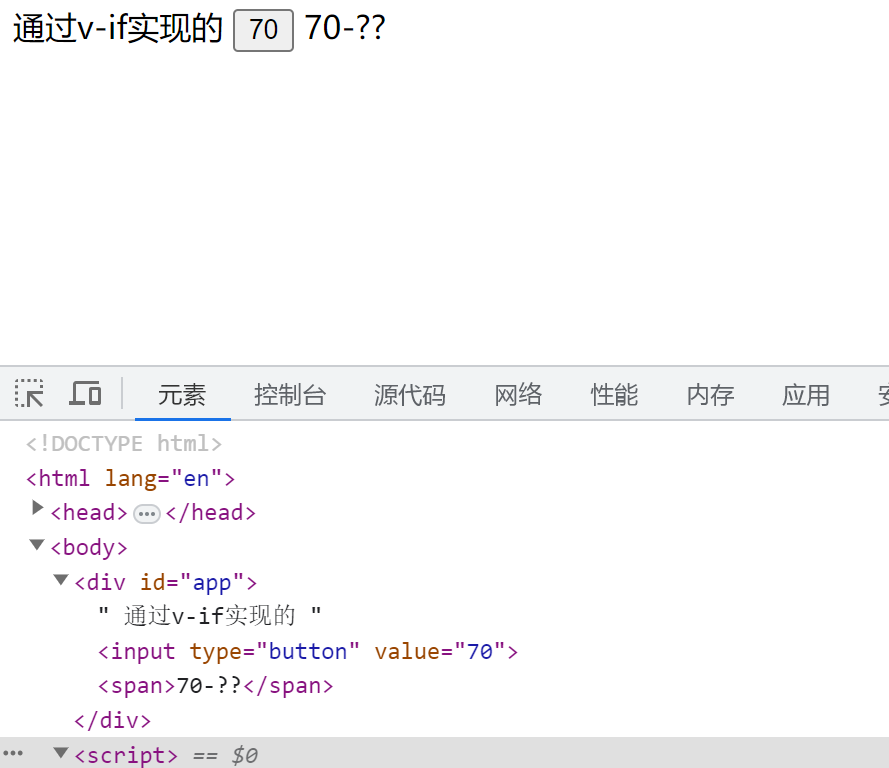 通过v-if实现的 70 70-??
元素 控制台 源代码 网络 性能 内存 应用
<!DOCTYPE html>
<html lang="en">
<head> ••• </head>
<body>
<div id="app">
" 通过v-if实现的 "
<input type="button" value="70">
<span>70-??</span>
</div>
••• <script> == $0